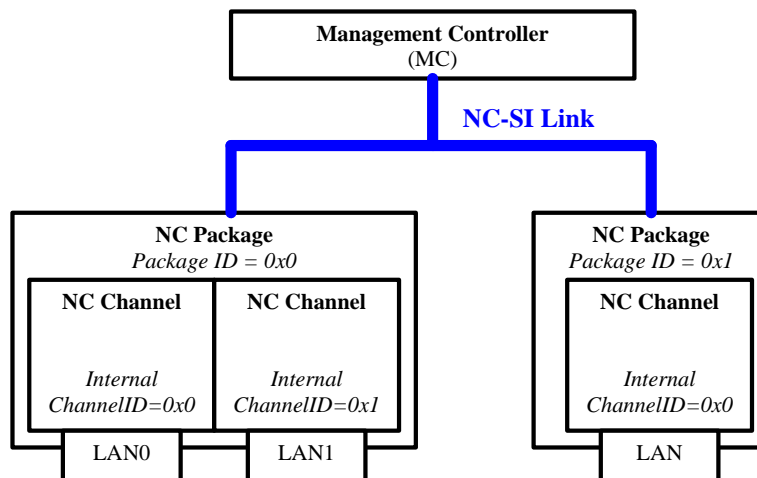 Management Controller
(MC)
NC-SI Link
NC Package
Package ID = 0x0
NC Channel
Internal
ChannelID=0x0
LAN0
NC Channel
Internal
ChannelID=0x1
LAN1
NC Package
Package ID = 0x1
NC Channel
Internal
ChannelID=0x0
LAN